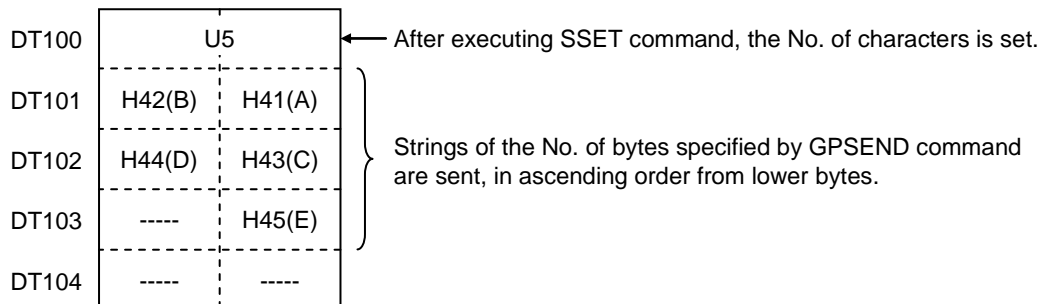 DT100 U5 After executing SSET command, the No. of characters is set.
DT101 H42(B) H41(A)
DT102 H44(D) H43(C) Strings of the No. of bytes specified by GPSEND command
are sent, in ascending order from lower bytes.
DT103 ----- H45(E)
DT104 ----- -----